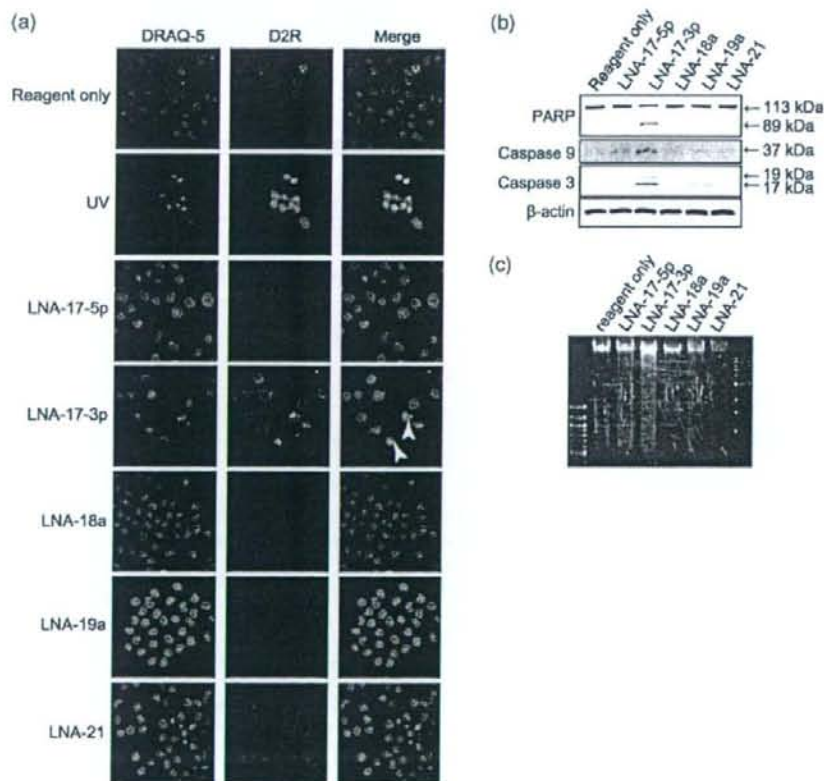 (a)
DRAQ-5 D2R Merge
Reagent only
UV
LNA-17-5p
LNA-17-3p
LNA-18a
LNA-19a
LNA-21
(b)
Reagent only
LNA-17-5p
LNA-17-3p
LNA-18a
LNA-19a
LNA-21
PARP
← 113 kDa
← 89 kDa
Caspase 9
← 37 kDa
Caspase 3
← 19 kDa
← 17 kDa
β-actin
(c)
reagent only
LNA-17-5p
LNA-17-3p
LNA-18a
LNA-19a
LNA-21